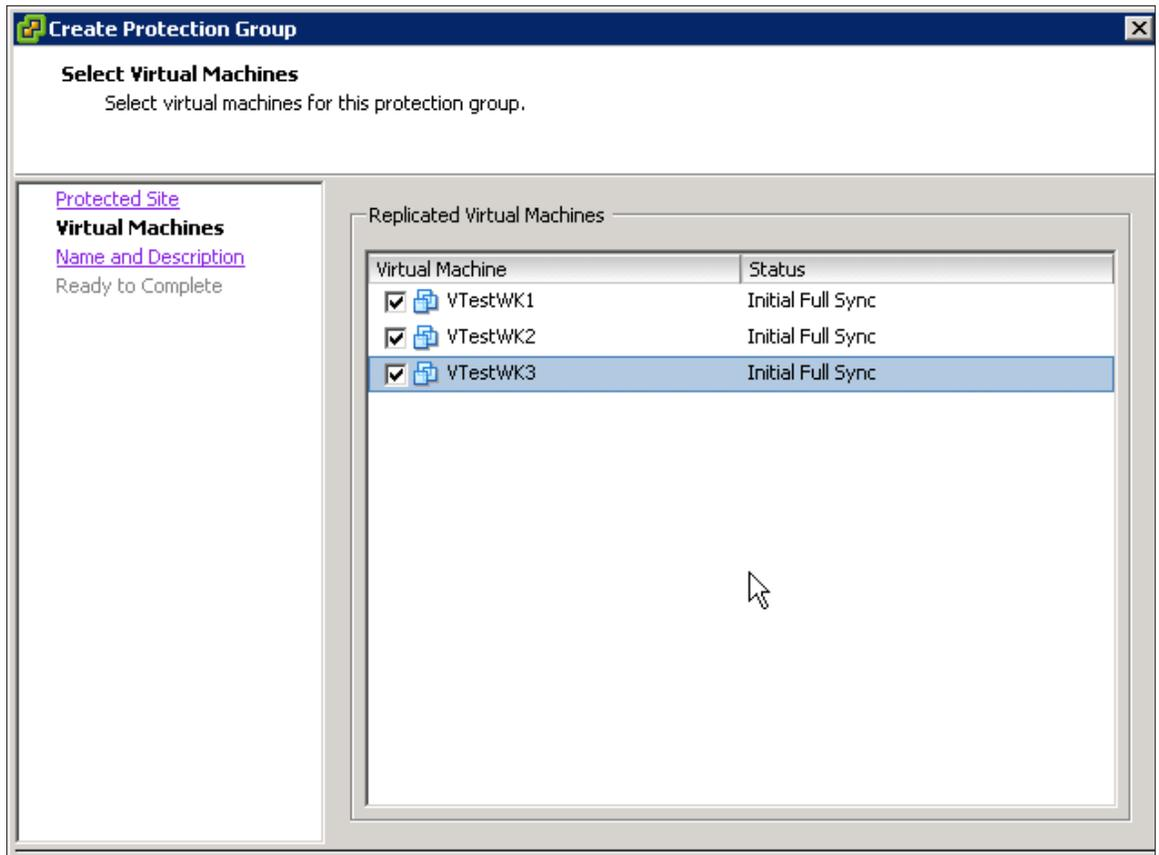 Create Protection Group
Select Virtual Machines
Select virtual machines for this protection group.
Protected Site
Virtual Machines
Name and Description
Ready to Complete
Replicated Virtual Machines
Virtual Machine Status
VTestWK1 Initial Full Sync
VTestWK2 Initial Full Sync
VTestWK3 Initial Full Sync